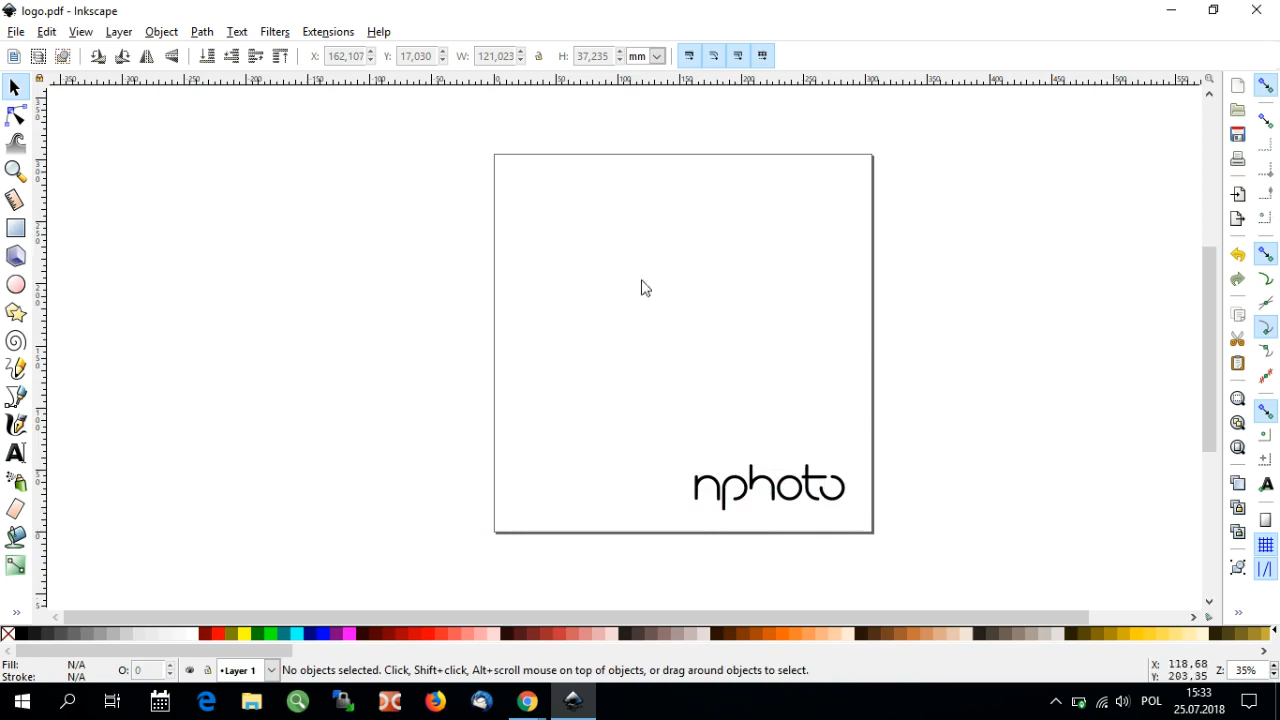 logo.pdf - Inkscape
File Edit View Layer Object Path Text Filters Extensions Help
X: 162,107 Y: 17,030 W: 121,023 H: 37,235 mm
nphoto
Fill: N/A
Stroke: N/A
O: 0
•Layer 1
No objects selected. Click, Shift+click, Alt+scroll mouse on top of objects, or drag around objects to select.
X: 118,68
Y: 203,35
Z: 35%
POL
15:33
25.07.2018